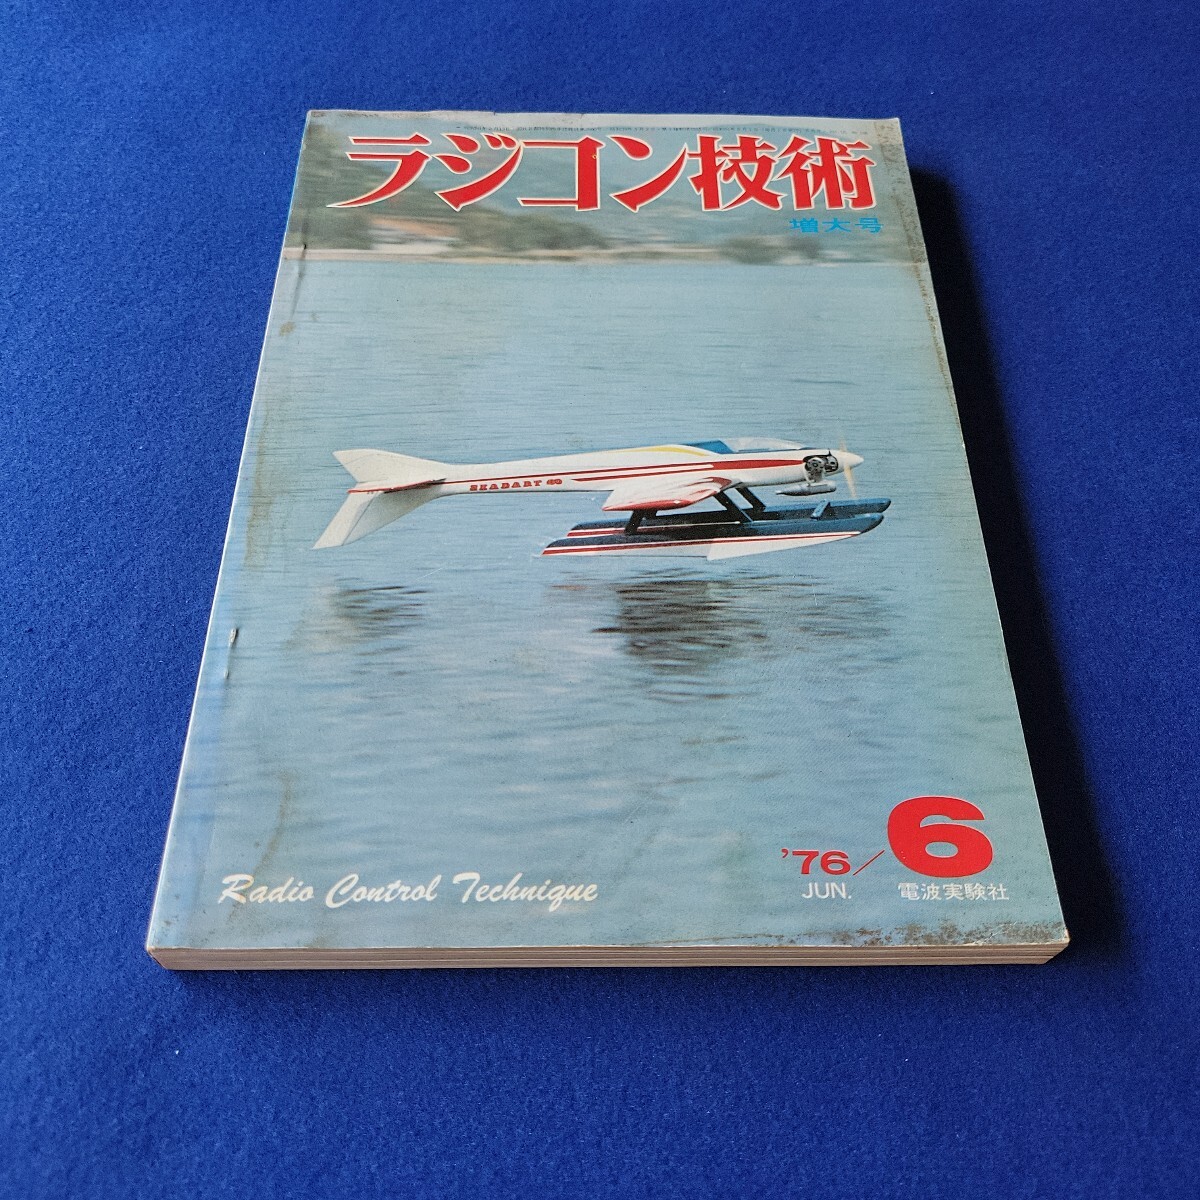 ラジコン技術
増大号
SEADART 40
'76/6
JUN.
電波実験社
Radio Control Technique